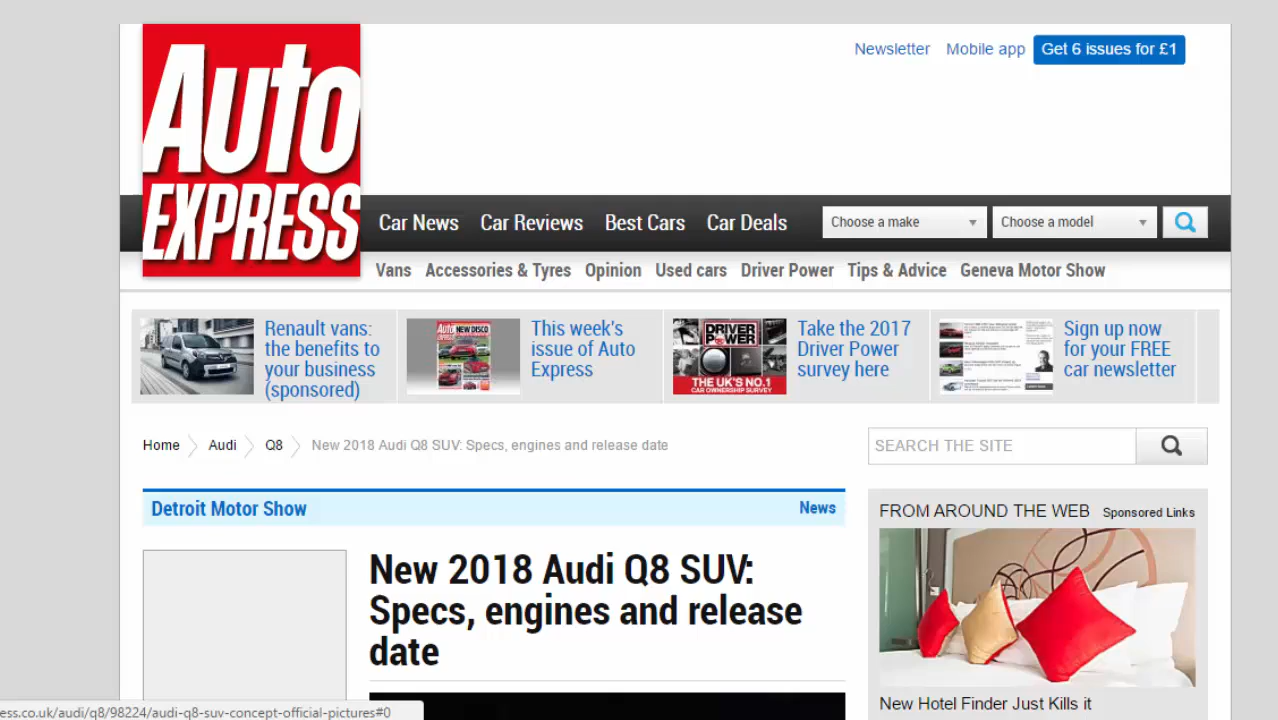 Auto
EXPRESS
Newsletter Mobile app Get 6 issues for £1
Car News Car Reviews Best Cars Car Deals Choose a make Choose a model
Vans Accessories & Tyres Opinion Used cars Driver Power Tips & Advice Geneva Motor Show
Renault vans:
the benefits to
your business
(sponsored)
Auto NEW DISCO
This week's
issue of Auto
Express
DRIVER
POWER
THE UK'S NO.1
CAR OWNERSHIP SURVEY
Take the 2017
Driver Power
survey here
Sign up now
for your FREE
car newsletter
Home Audi Q8 New 2018 Audi Q8 SUV: Specs, engines and release date
SEARCH THE SITE
Detroit Motor Show News
New 2018 Audi Q8 SUV:
Specs, engines and release
date
FROM AROUND THE WEB Sponsored Links
New Hotel Finder Just Kills it
ess.co.uk/audi/q8/98224/audi-q8-suv-concept-official-pictures#0